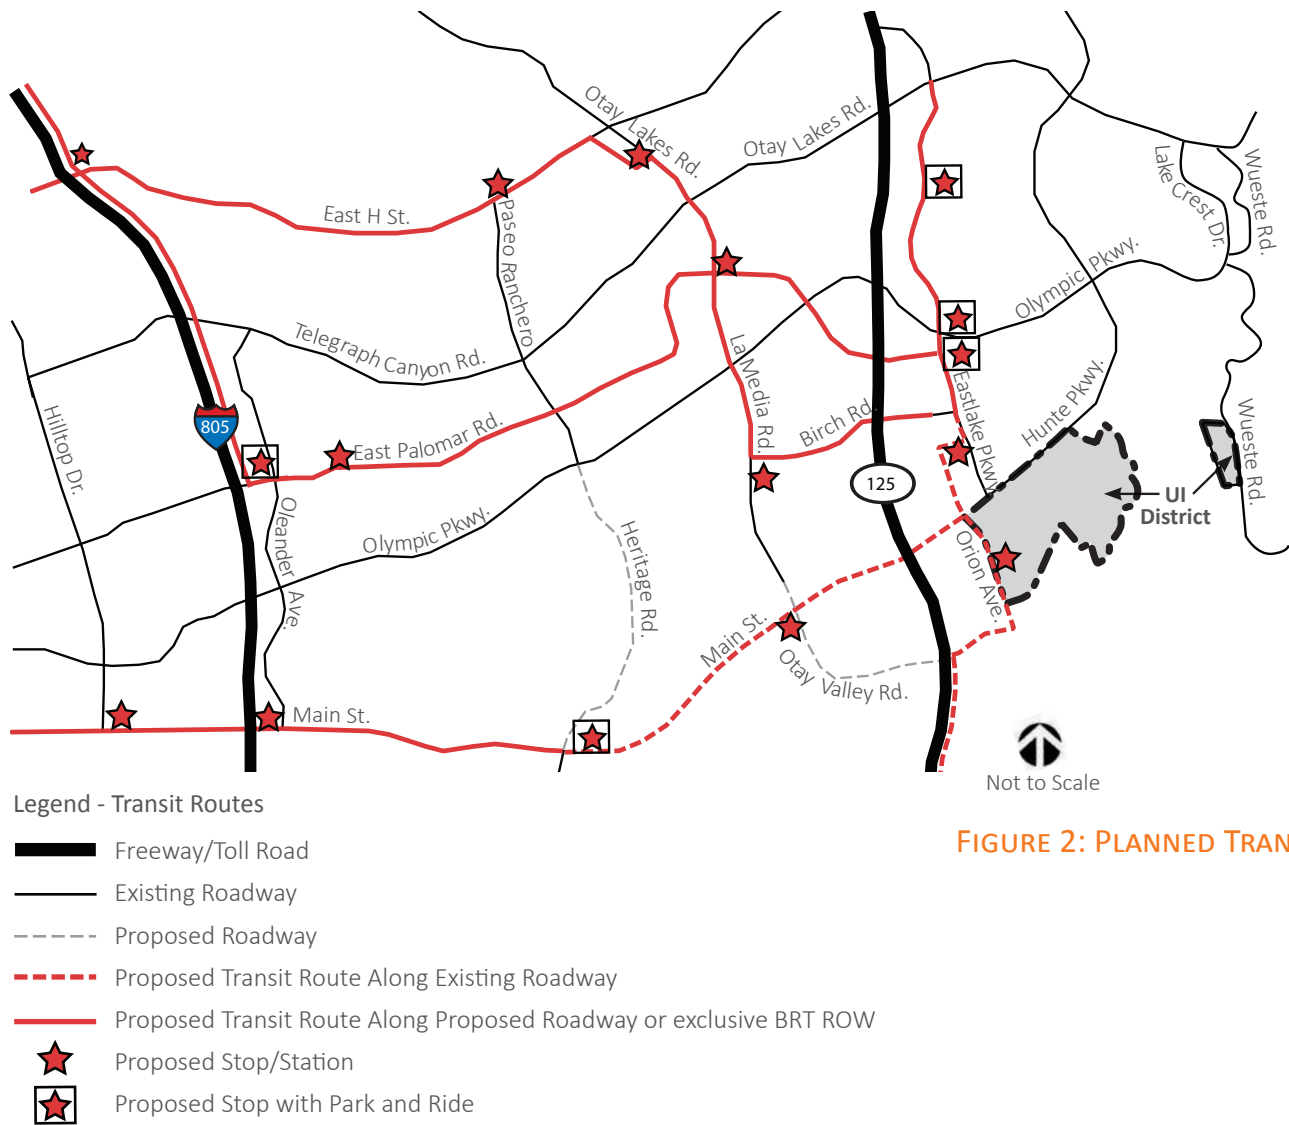 Otay Lakes Rd.
Otay Lakes Rd.
Lake Crest Dr.
Wueste Rd.
East H St.
Paseo Ranchero
Olympic Pkwy.
Telegraph Canyon Rd.
La Media Rd.
Hilltop Dr.
805
East Palomar Rd.
Birch Rd.
Eastlake Pkwy.
Hunte Pkwy.
Wueste Rd.
125
UI
District
Oleander Ave.
Olympic Pkwy.
Heritage Rd.
Orion Ave.
Main St.
Otay Valley Rd.
Main St.
Not to Scale
Legend - Transit Routes
Freeway/Toll Road
Existing Roadway
Proposed Roadway
Proposed Transit Route Along Existing Roadway
Proposed Transit Route Along Proposed Roadway or exclusive BRT ROW
Proposed Stop/Station
Proposed Stop with Park and Ride
FIGURE 2: PLANNED TRAN